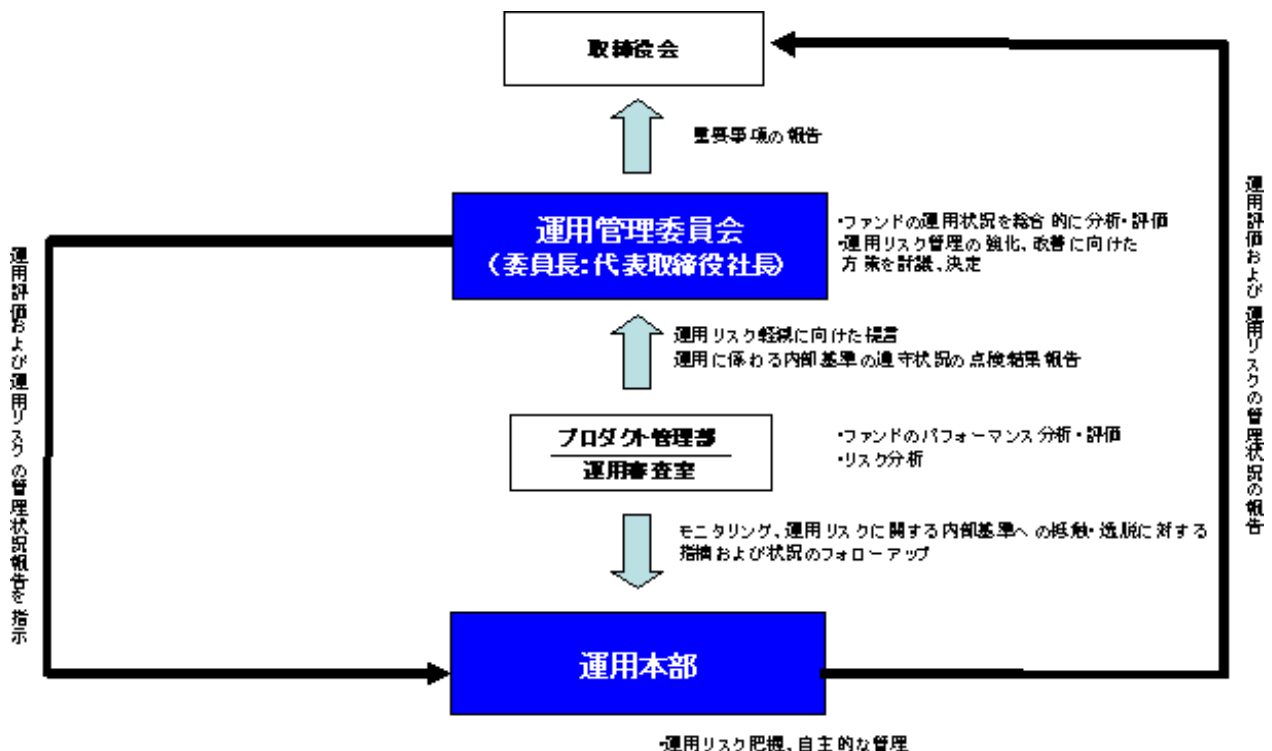 取締役会
重要事項の報告
運用管理委員会
（委員長：代表取締役社長）
・ファンドの運用状況を総合的に分析・評価
・運用リスク管理の強化、改善に向けた
方策を討議、決定
運用リスク軽減に向けた提言
運用に係わる内部基準の遵守状況の点検結果報告
プロダクト管理部
運用審査室
・ファンドのパフォーマンス分析・評価
・リスク分析
モニタリング、運用リスクに関する内部基準への抵触・逸脱に対する
指摘および状況のフォローアップ
運用本部
・運用リスク把握、自主的な管理
運用評価および運用リスクの管理状況報告を指示
運用評価および運用リスクの管理状況の報告